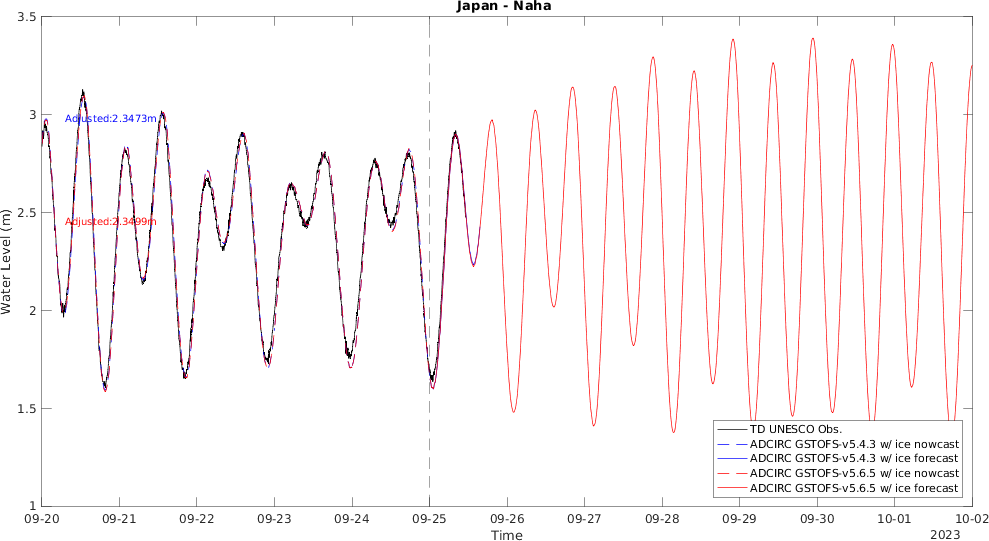 Japan - Naha
3.5
3
2.5
2
1.5
1
Water Level (m)
Adjusted:2.3473m
Adjusted:2.3499m
TD UNESCO Obs.
ADCIRC GSTOFS-v5.4.3 w/ ice nowcast
ADCIRC GSTOFS-v5.4.3 w/ ice forecast
ADCIRC GSTOFS-v5.6.5 w/ ice nowcast
ADCIRC GSTOFS-v5.6.5 w/ ice forecast
09-20 09-21 09-22 09-23 09-24 09-25 09-26 09-27 09-28 09-29 09-30 10-01 10-02
Time
2023